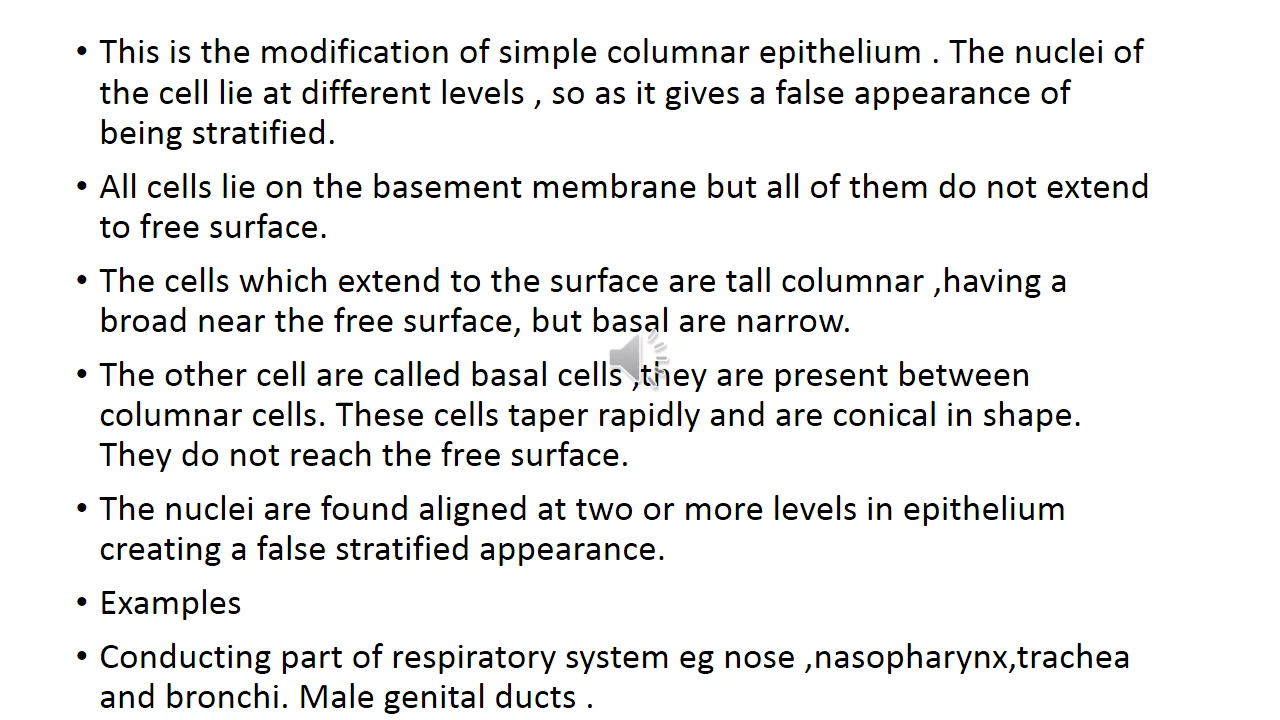 • This is the modification of simple columnar epithelium . The nuclei of
the cell lie at different levels , so as it gives a false appearance of
being stratified.
• All cells lie on the basement membrane but all of them do not extend
to free surface.
• The cells which extend to the surface are tall columnar ,having a
broad near the free surface, but basal are narrow.
• The other cell are called basal cells ,they are present between
columnar cells. These cells taper rapidly and are conical in shape.
They do not reach the free surface.
• The nuclei are found aligned at two or more levels in epithelium
creating a false stratified appearance.
• Examples
• Conducting part of respiratory system eg nose ,nasopharynx,trachea
and bronchi. Male genital ducts .